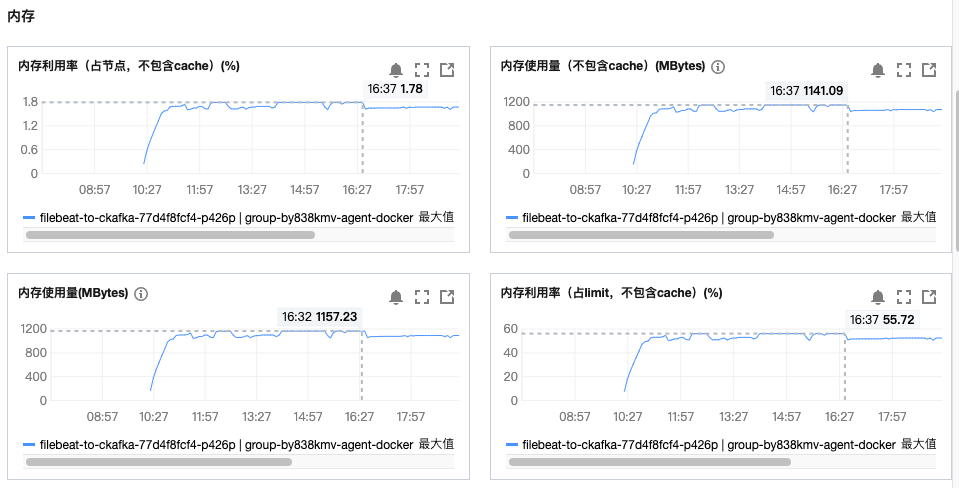 内存
内存利用率（占节点，不包含cache）(%)
16:37 1.78
1.8
1.2
0.6
0
08:57 10:27 11:57 13:27 14:57 16:27 17:57
filebeat-to-ckafka-77d4f8fcf4-p426p | group-by838kmv-agent-docker 最大值
内存使用量（不包含cache）(MBytes)
16:37 1141.09
1200
800
400
0
08:57 10:27 11:57 13:27 14:57 16:27 17:57
filebeat-to-ckafka-77d4f8fcf4-p426p | group-by838kmv-agent-docker 最大值
内存使用量(MBytes)
16:32 1157.23
1200
800
400
0
08:57 10:27 11:57 13:27 14:57 16:27 17:57
filebeat-to-ckafka-77d4f8fcf4-p426p | group-by838kmv-agent-docker 最大值
内存利用率（占limit，不包含cache）(%)
16:37 55.72
60
40
20
0
08:57 10:27 11:57 13:27 14:57 16:27 17:57
filebeat-to-ckafka-77d4f8fcf4-p426p | group-by838kmv-agent-docker 最大值